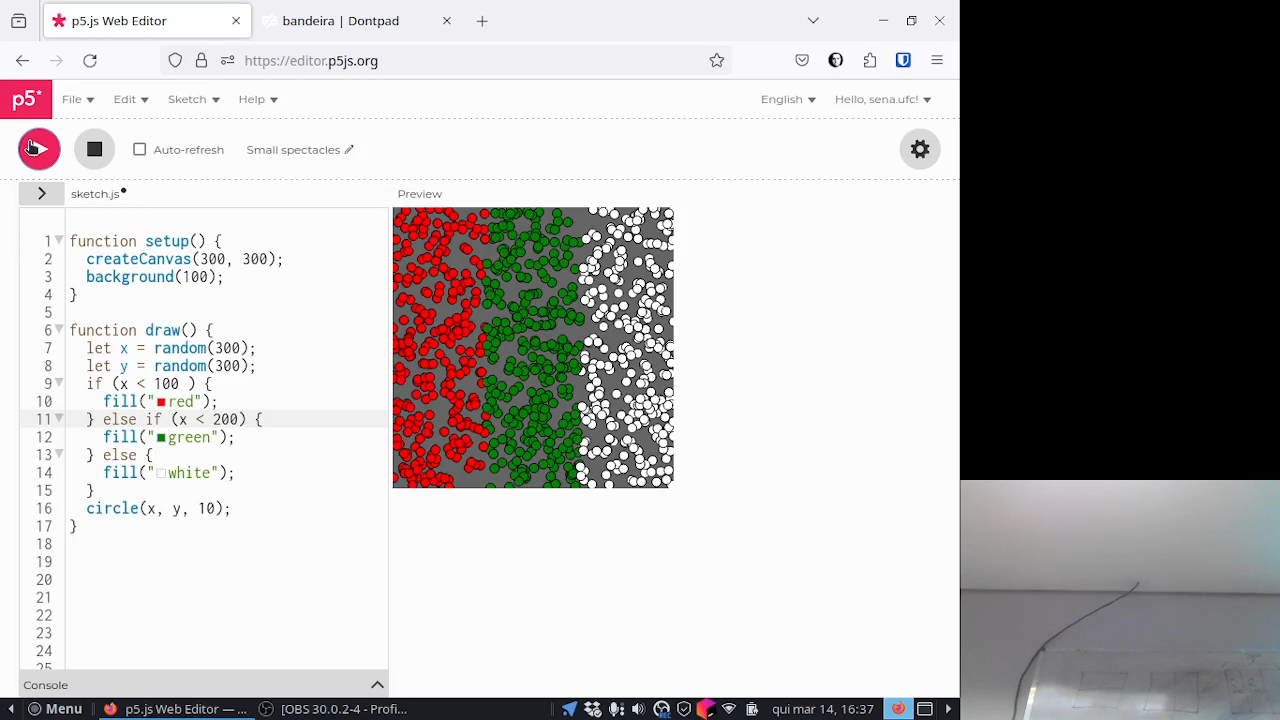 p5.js Web Editor
bandeira | Dontpad
https://editor.p5js.org
p5*
File
Edit
Sketch
Help
English
Hello, sena.ufc!
Auto-refresh
Small spectacles
sketch.js
Preview
1 function setup() {
2 createCanvas(300, 300);
3 background(100);
4 }
5
6 function draw() {
7 let x = random(300);
8 let y = random(300);
9 if (x < 100 ) {
10 fill("red");
11 } else if (x < 200) {
12 fill("green");
13 } else {
14 fill("white");
15 }
16 circle(x, y, 10);
17 }
18
19
20
21
22
23
24
25
Console
Menu
p5.js Web Editor — ...
[OBS 30.0.2-4 - Profi...
REC
qui mar 14, 16:37